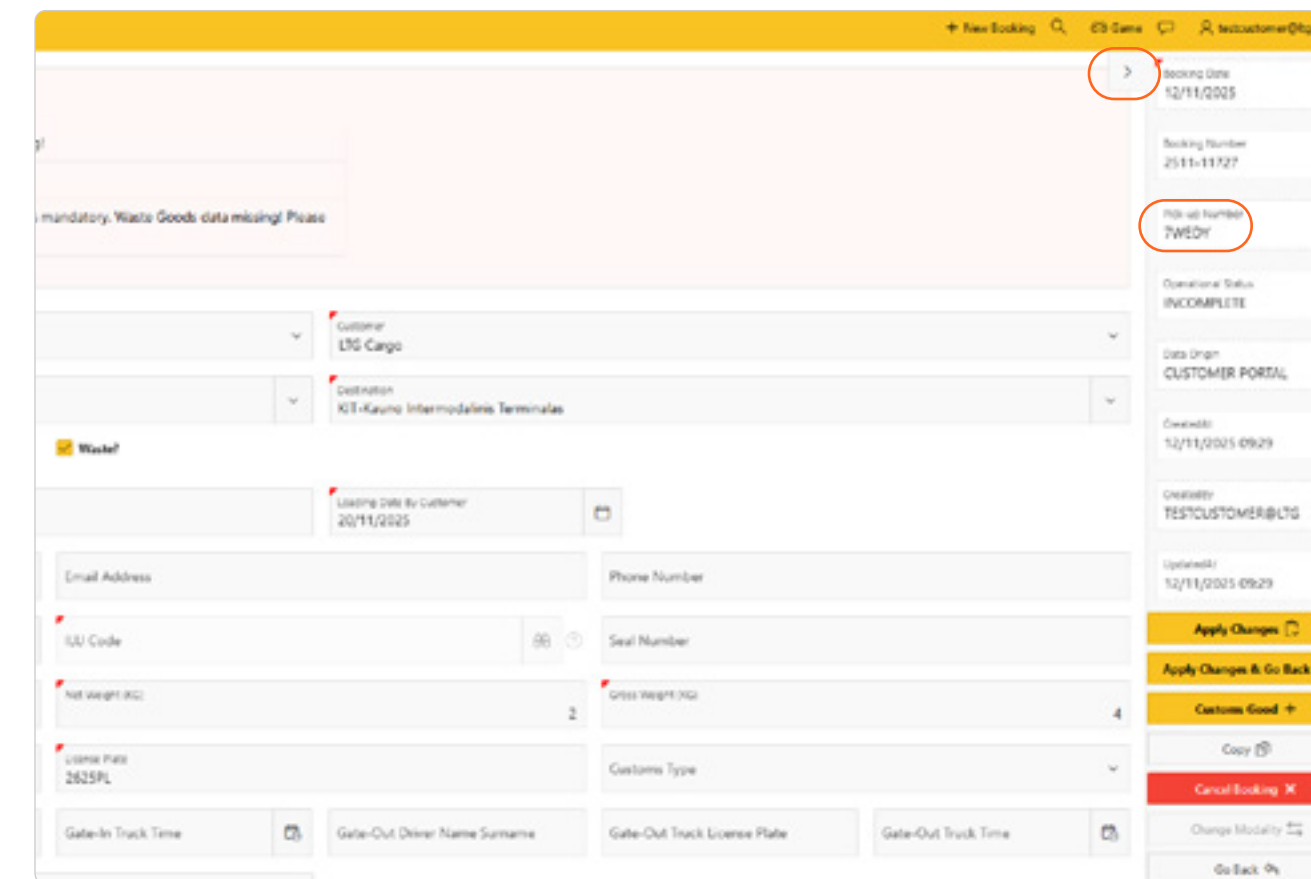 + New Booking
Game
testcustomer@ltg
g!
mandatory. Waste Goods data missing! Please
Customer
LTG Cargo
Destination
KIT-Kauno Intermodalinis Terminalas
Waste?
Loading Date By Customer
20/11/2025
Email Address
Phone Number
ILU Code
Seal Number
Net Weight (KG)
2
Gross Weight (KG)
4
License Plate
2625PL
Customs Type
Gate-In Truck Time
Gate-Out Driver Name Surname
Gate-Out Truck License Plate
Gate-Out Truck Time
Booking Date
12/11/2025
Booking Number
2511-11727
Pick-up Number
7WEDY
Operational Status
INCOMPLETE
Data Origin
CUSTOMER PORTAL
CreatedAt
12/11/2025 09:29
CreatedBy
TESTCUSTOMER@LTG
UpdatedAt
12/11/2025 09:29
Apply Changes
Apply Changes & Go Back
Customs Good +
Copy
Cancel Booking X
Change Modality
Go Back